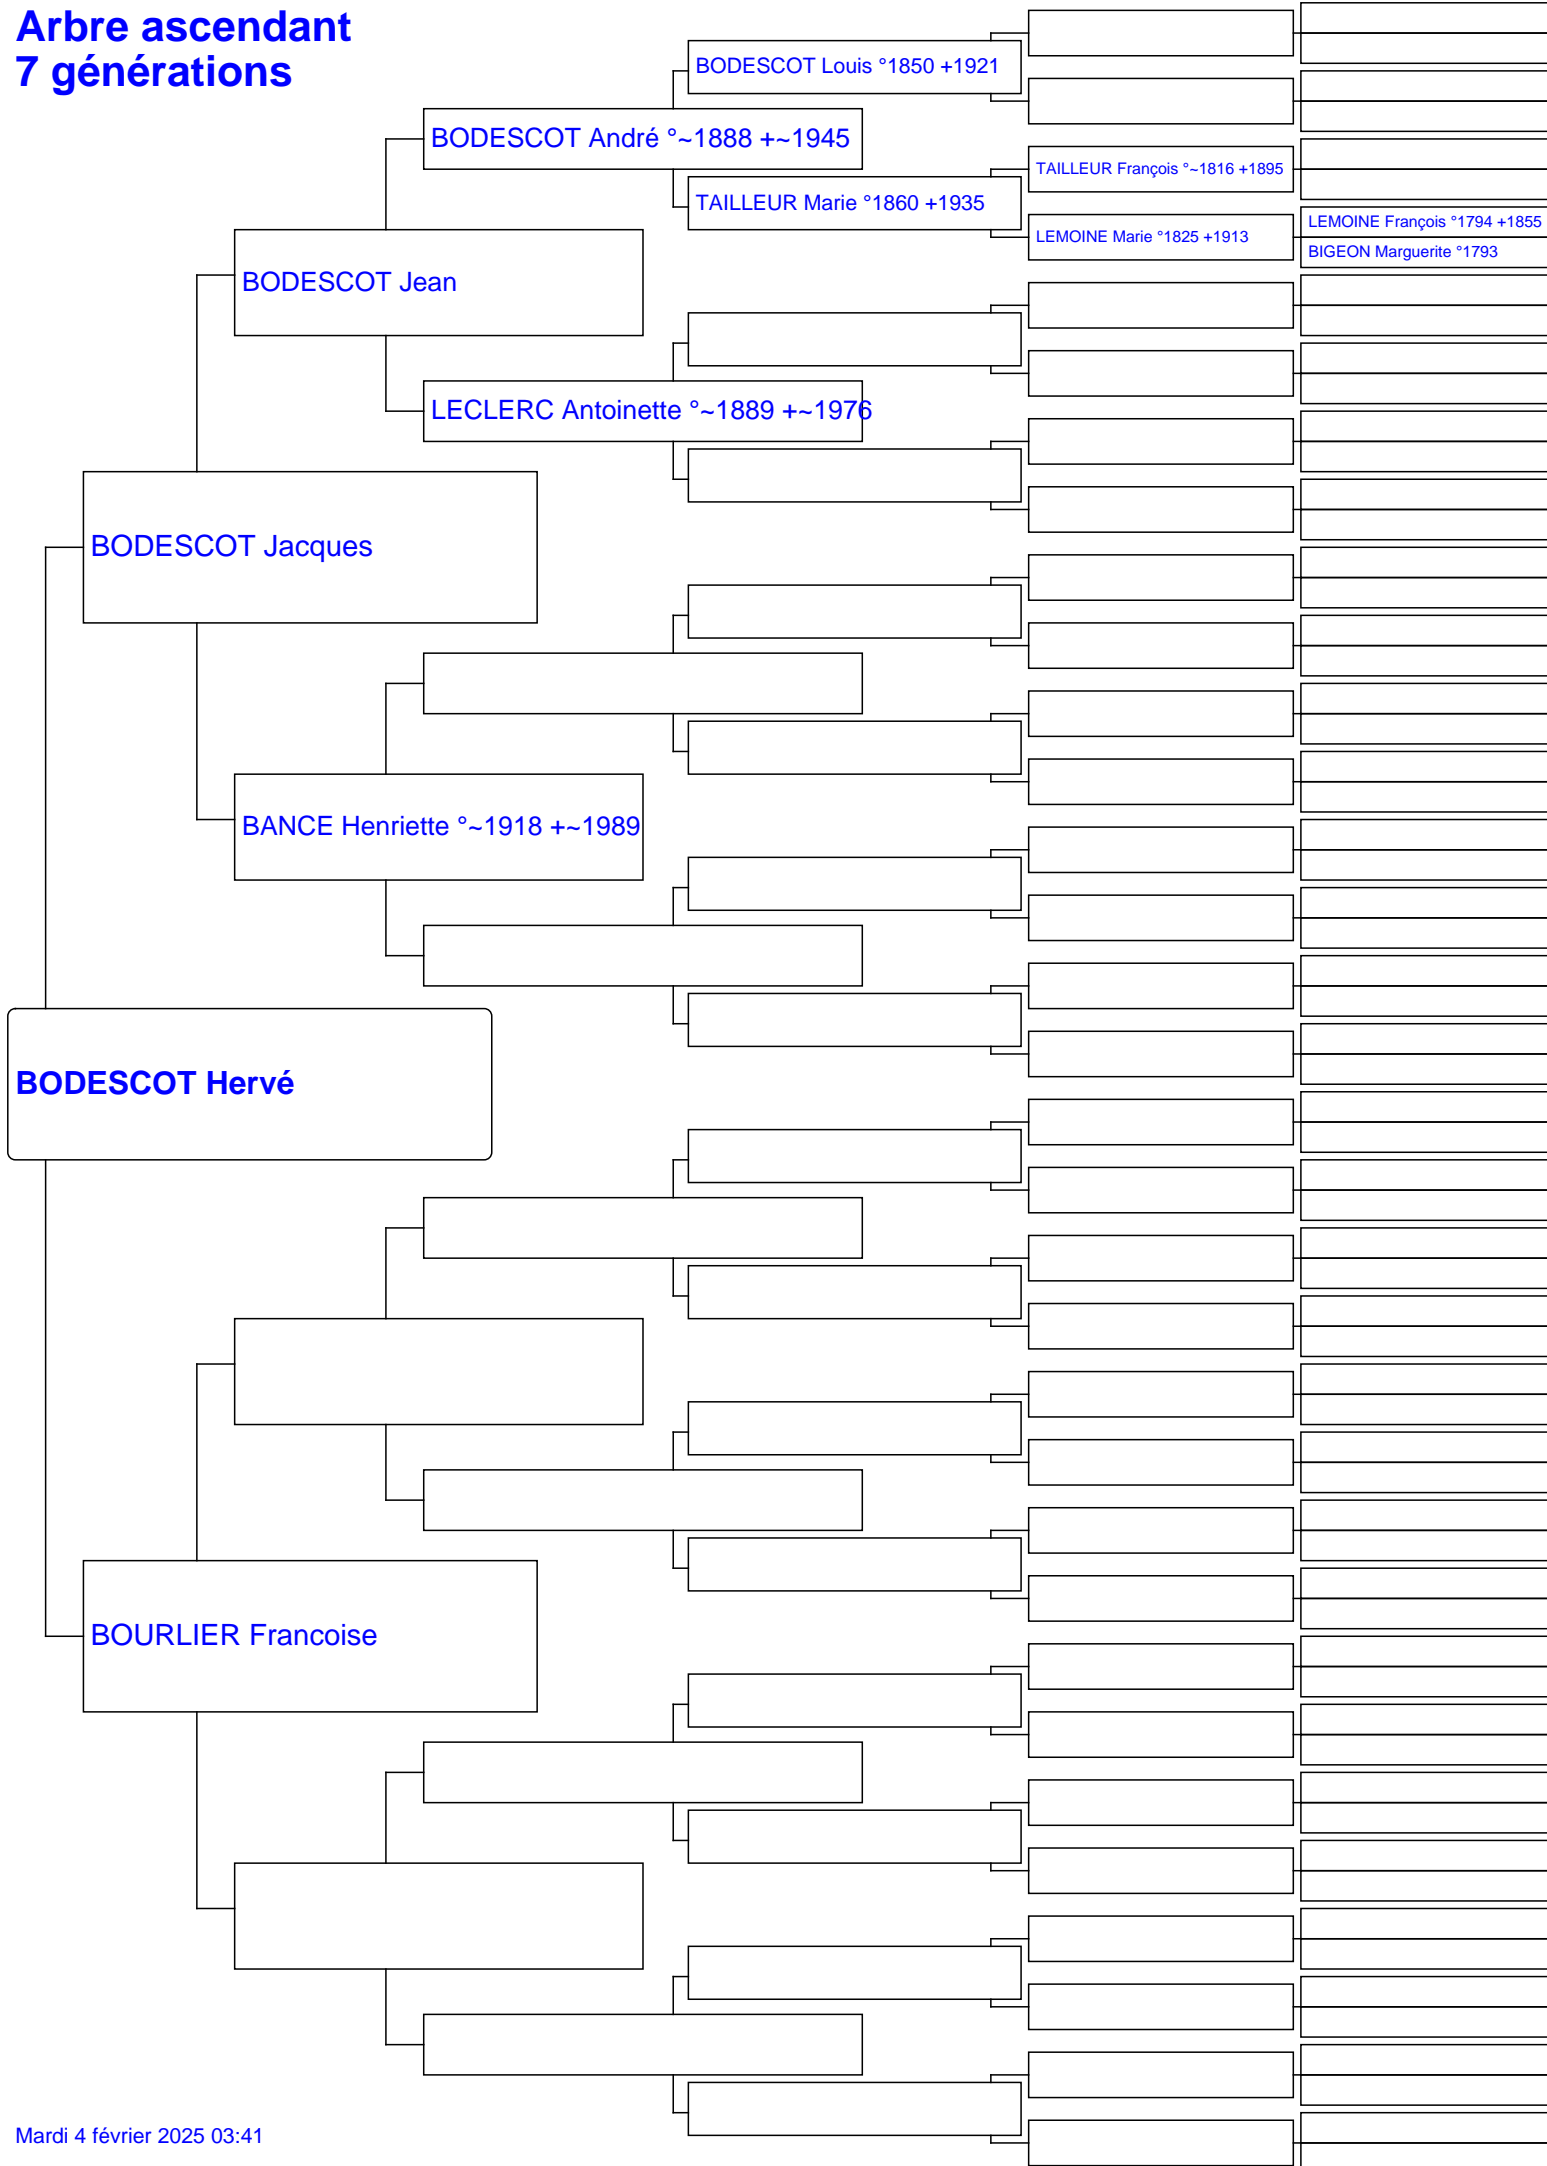 Arbre ascendant
7 générations
BODESCOT Louis °1850 +1921
BODESCOT André °~1888 +~1945
TAILLEUR François °~1816 +1895
TAILLEUR Marie °1860 +1935
LEMOINE François °1794 +1855
LEMOINE Marie °1825 +1913
BIGEON Marguerite °1793
BODESCOT Jean
LECLERC Antoinette °~1889 +~1976
BODESCOT Jacques
BANCE Henriette °~1918 +~1989
BODESCOT Hervé
BOURLIER Francoise
Mardi 4 février 2025 03:41